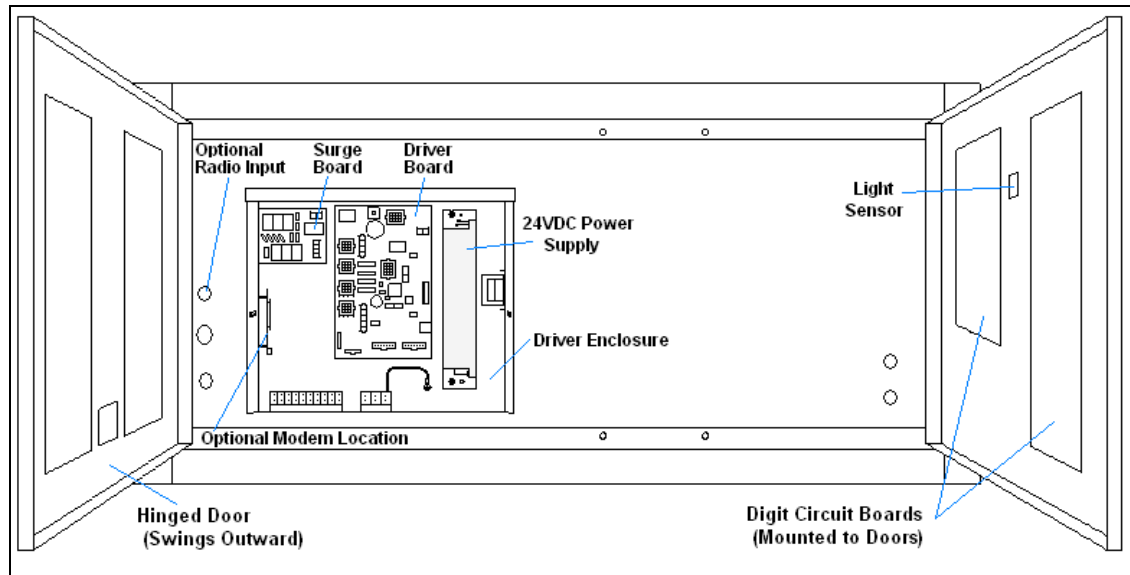 Optional
Radio Input
Surge
Board
Driver
Board
24VDC Power
Supply
Light
Sensor
Driver Enclosure
Optional Modem Location
Hinged Door
(Swings Outward)
Digit Circuit Boards
(Mounted to Doors)